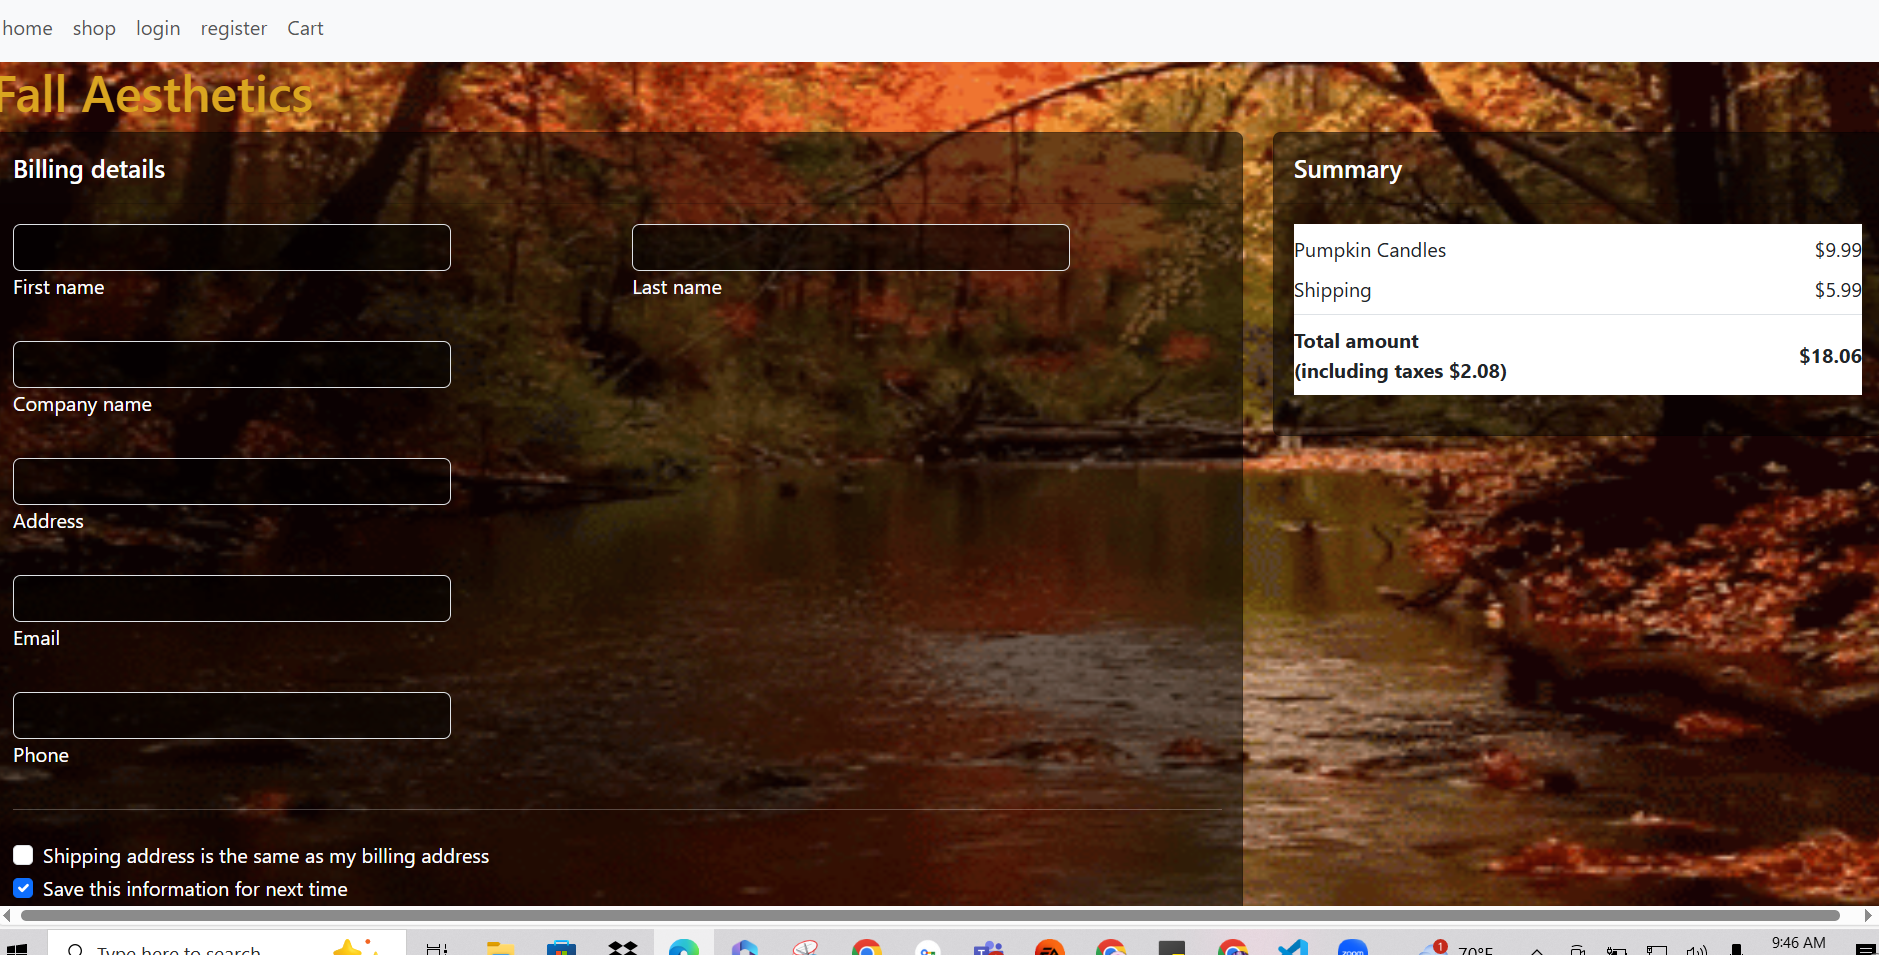 home shop login register Cart
Fall Aesthetics
Billing details
First name Last name
Company name
Address
Email
Phone
Shipping address is the same as my billing address
Save this information for next time
Summary
Pumpkin Candles $9.99
Shipping $5.99
Total amount
(including taxes $2.08) $18.06
Type here to search
zoom
1
70°F
9:46 AM